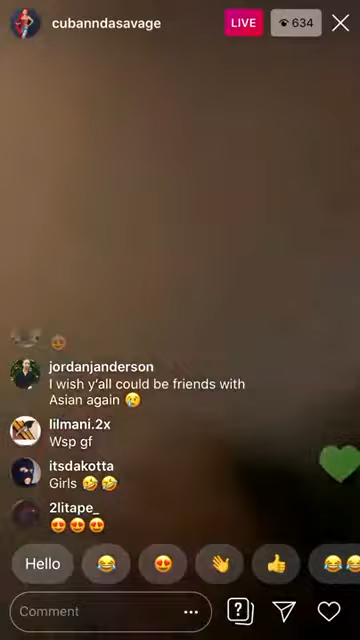 cubanndasavage
LIVE
634
jordanjanderson
I wish y'all could be friends with
Asian again 😢
lilmani.2x
Wsp gf
itsdakotta
Girls 🤣🤣
2litape_
😍😍😍
Hello
Comment